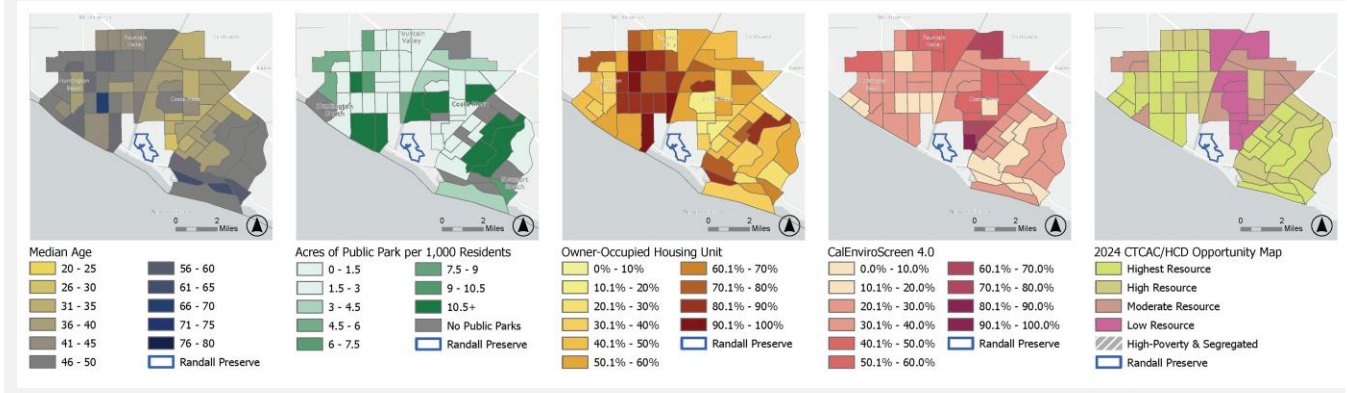 Fountain Valley
Huntington Beach
Costa Mesa
0 2 Miles
Fountain Valley
Huntington Beach
Costa Mesa
Newport Beach
0 2 Miles
0 2 Miles
Costa Mesa
0 2 Miles
0 2 Miles
Median Age
20 - 25
26 - 30
31 - 35
36 - 40
41 - 45
46 - 50
56 - 60
61 - 65
66 - 70
71 - 75
76 - 80
Randall Preserve
Acres of Public Park per 1,000 Residents
0 - 1.5
1.5 - 3
3 - 4.5
4.5 - 6
6 - 7.5
7.5 - 9
9 - 10.5
10.5+
No Public Parks
Randall Preserve
Owner-Occupied Housing Unit
0% - 10%
10.1% - 20%
20.1% - 30%
30.1% - 40%
40.1% - 50%
50.1% - 60%
60.1% - 70%
70.1% - 80%
80.1% - 90%
90.1% - 100%
Randall Preserve
CalEnviroScreen 4.0
0.0% - 10.0%
10.1% - 20.0%
20.1% - 30.0%
30.1% - 40.0%
40.1% - 50.0%
50.1% - 60.0%
60.1% - 70.0%
70.1% - 80.0%
80.1% - 90.0%
90.1% - 100.0%
Randall Preserve
2024 CTCAC/HCD Opportunity Map
Highest Resource
High Resource
Moderate Resource
Low Resource
High-Poverty & Segregated
Randall Preserve